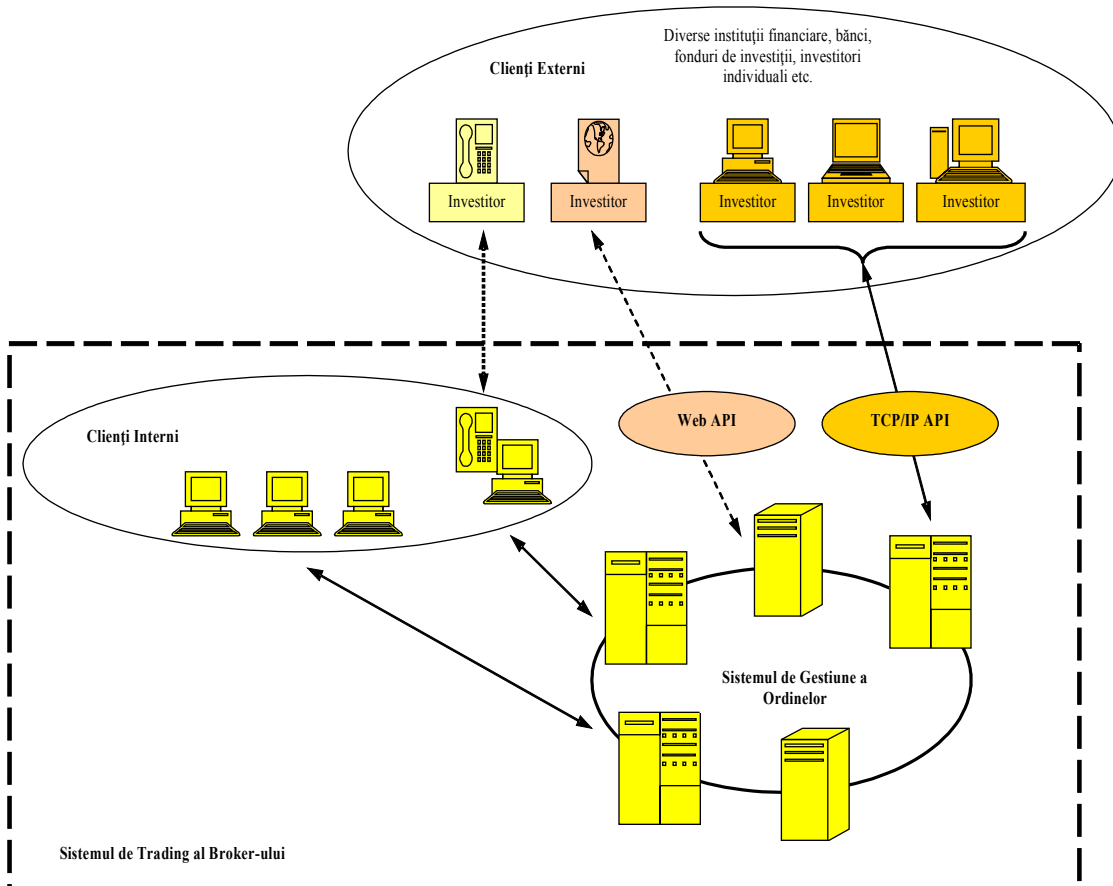 Diverse instituții financiare, bănci,
fonduri de investiții, investitori
individuali etc.
Clienți Externi
Investitor
Investitor
Investitor
Investitor
Investitor
Web API
TCP/IP API
Clienți Interni
Sistemul de Gestiune a
Ordinelor
Sistemul de Trading al Broker-ului